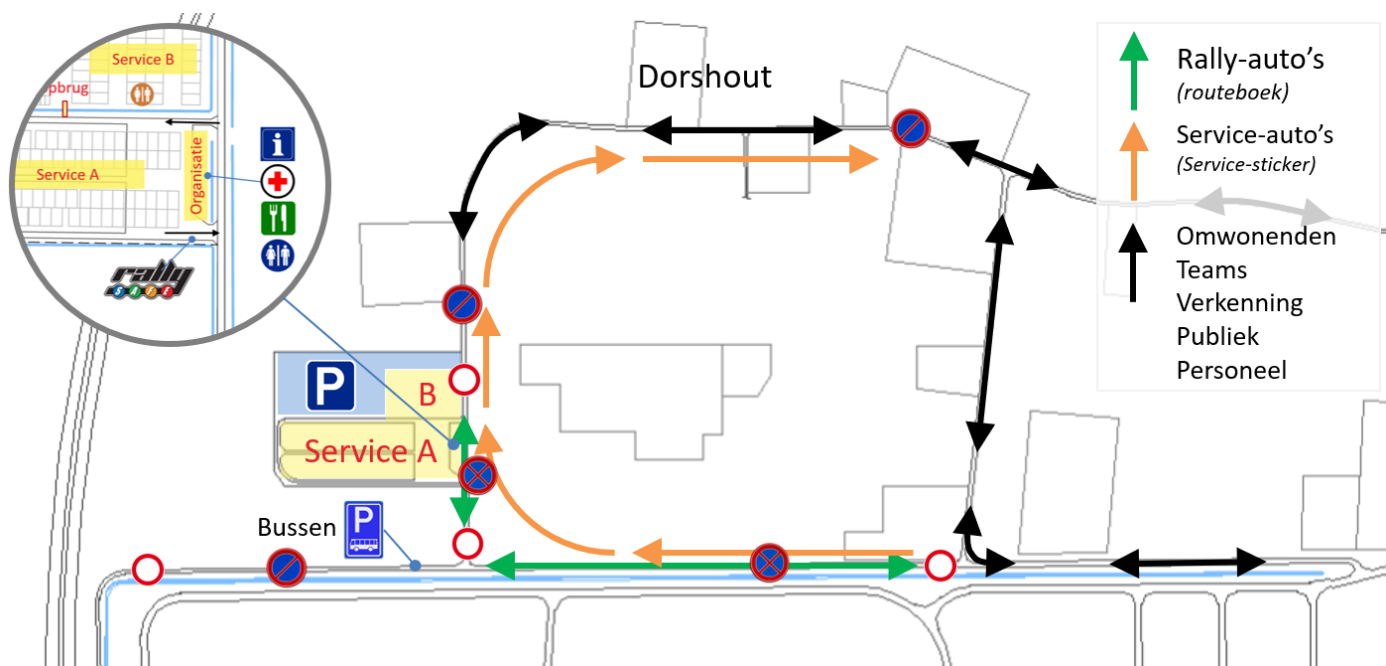 Service B
pbrug
Service A
Organisatie
i
rally
SAFE
Dorshout
P
B
Service A
Bussen
P
Rally-auto's
(routeboek)
Service-auto's
(Service-sticker)
Omwonenden
Teams
Verkenning
Publiek
Personeel